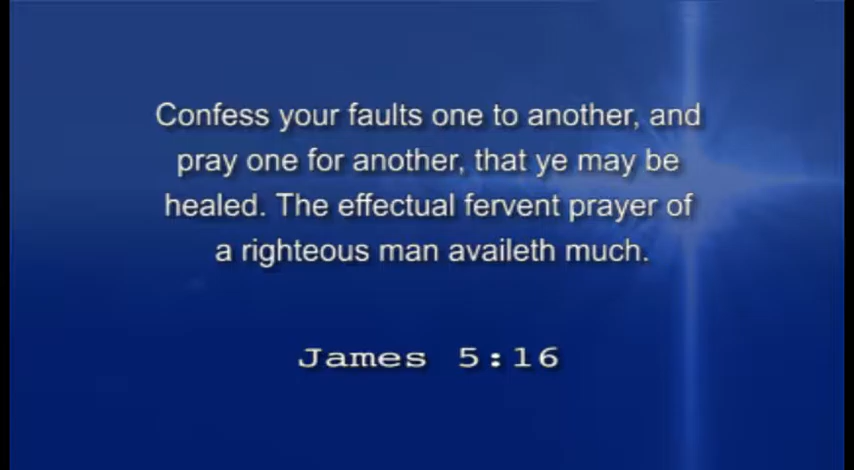 Confess your faults one to another, and
pray one for another, that ye may be
healed. The effectual fervent prayer of
a righteous man availeth much.
James 5:16